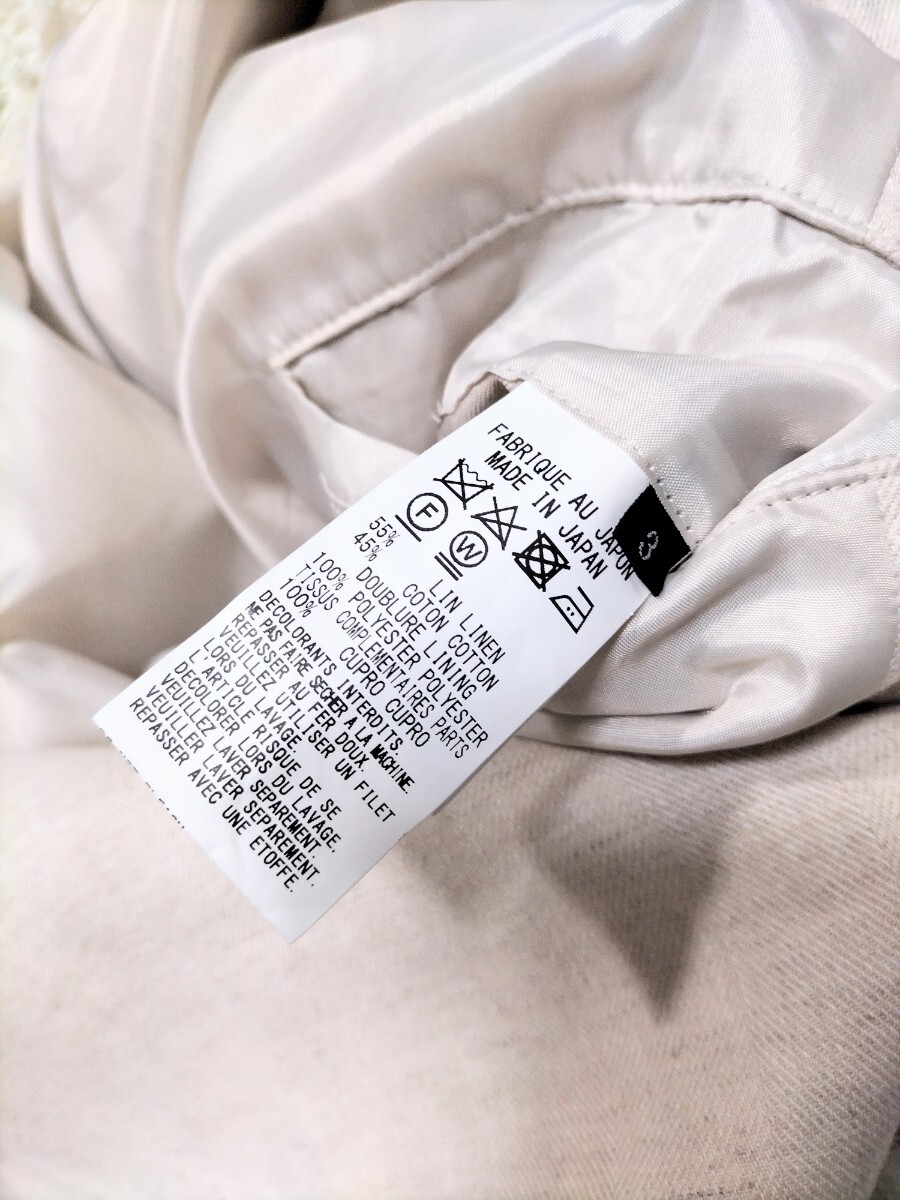 FABRIQUE AU JAPON
MADE IN JAPAN
3
F
W
55% LIN LINEN
45% COTON COTTON
DOUBLURE LINING
100% POLYESTER POLYESTER
TISSUS COMPLEMENTAIRES PARTS
100% CUPRO CUPRO
DECOLORANTS INTERDITS.
NE PAS FAIRE SECHER A LA MACHINE.
REPASSER AU FER DOUX.
VEUILLEZ UTILISER UN FILET
LORS DU LAVAGE.
L'ARTICLE RISQUE DE SE
DECOLORER LORS DU LAVAGE.
VEUILLEZ LAVER SEPAREMENT.
VEUILLER LAVER SEPAREMENT.
REPASSER AVEC UNE ETOFFE.